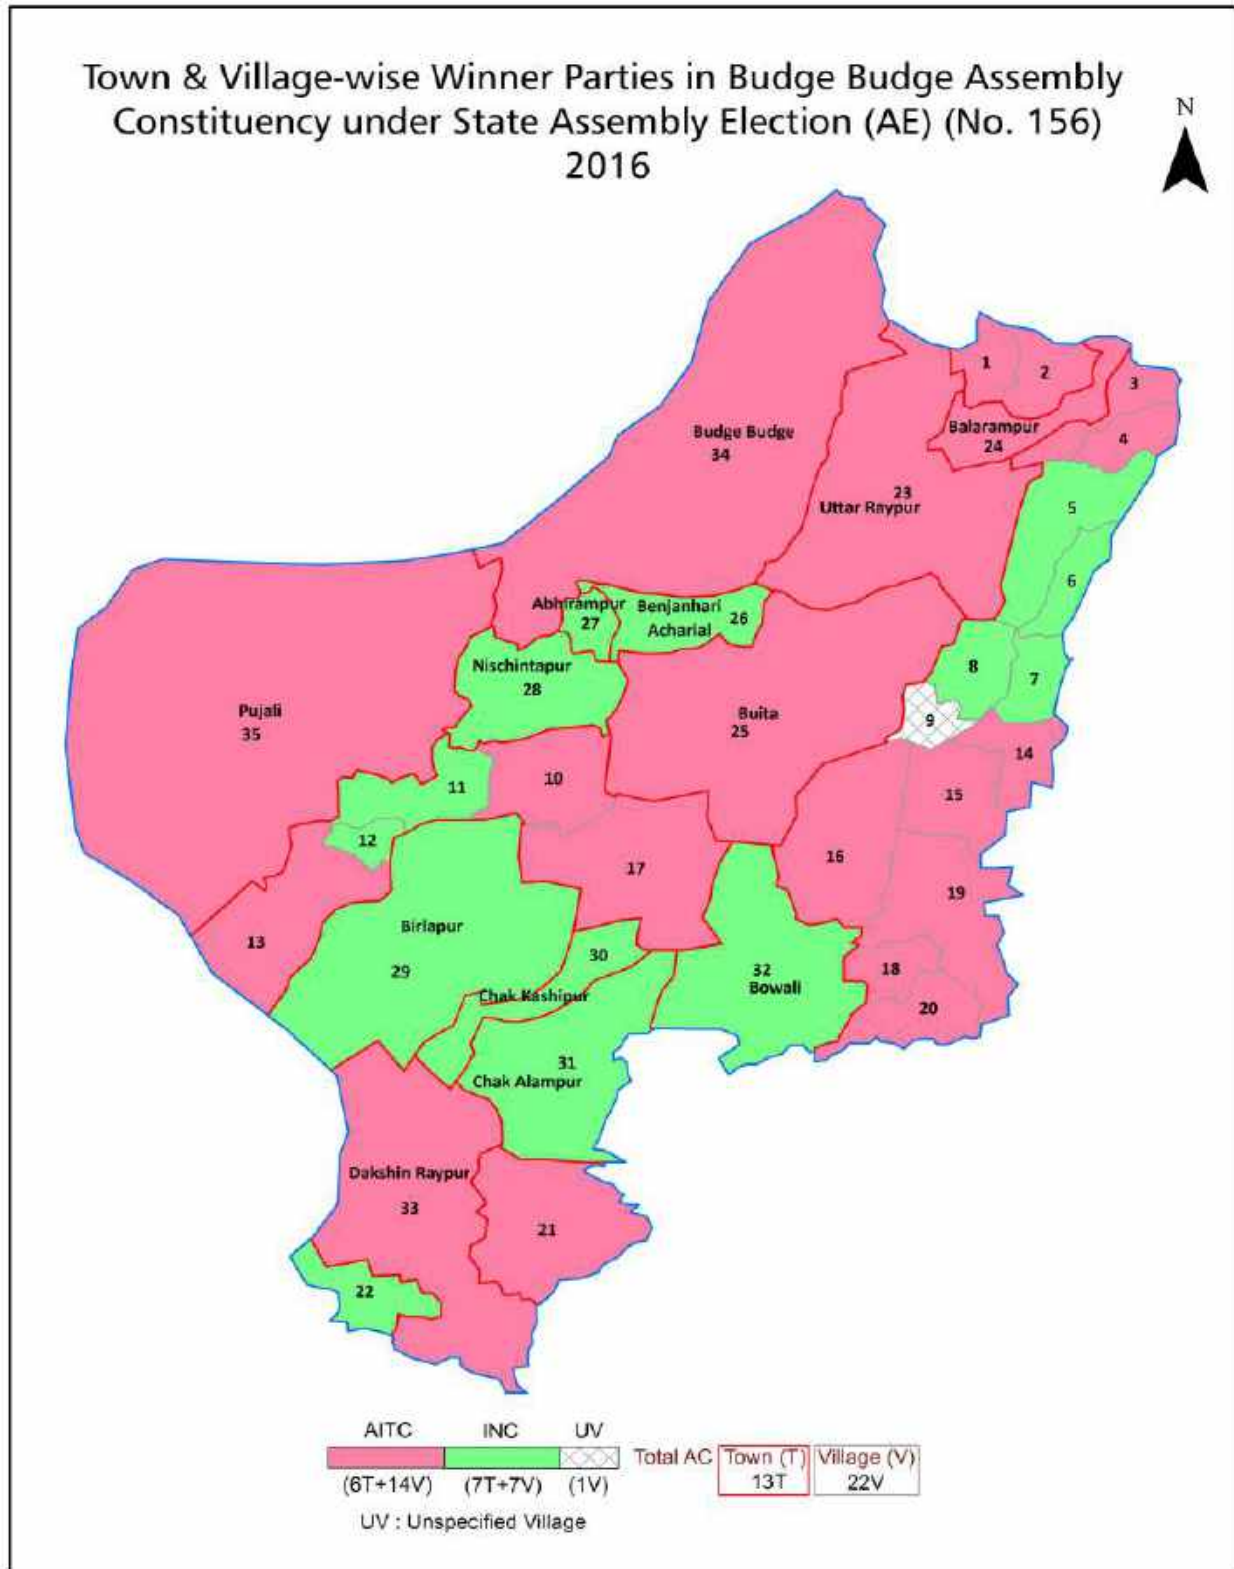 Town & Village-wise Winner Parties in Budge Budge Assembly
Constituency under State Assembly Election (AE) (No. 156)
2016
N
1
2
3
Balarampur
24
4
Budge Budge
34
23
Uttar Raypur
5
6
Abhirampur
27
Benjanhari
Acharial
26
Nischintapur
28
8
7
Pujali
35
Buita
25
9
10
11
14
15
12
16
17
19
13
Birlapur
29
30
Chak Kashipur
32
Bowali
18
20
31
Chak Alampur
Dakshin Raypur
33
21
22
AITC INC UV
(6T+14V) (7T+7V) (1V)
Total AC
Town (T)
13T
Village (V)
22V
UV : Unspecified Village